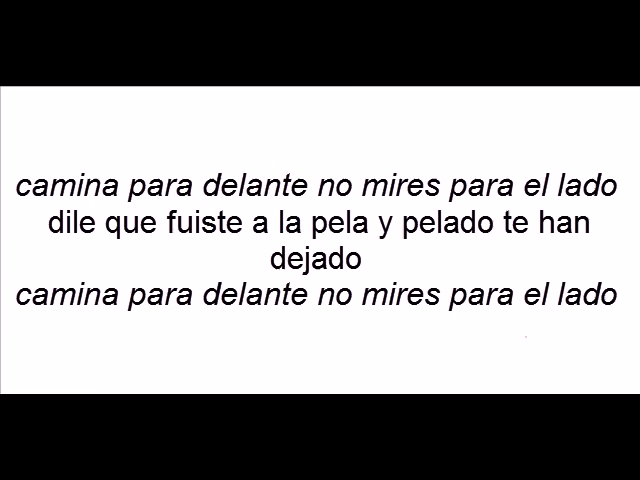 camina para delante no mires para el lado
dile que fuiste a la pela y pelado te han
dejado
camina para delante no mires para el lado